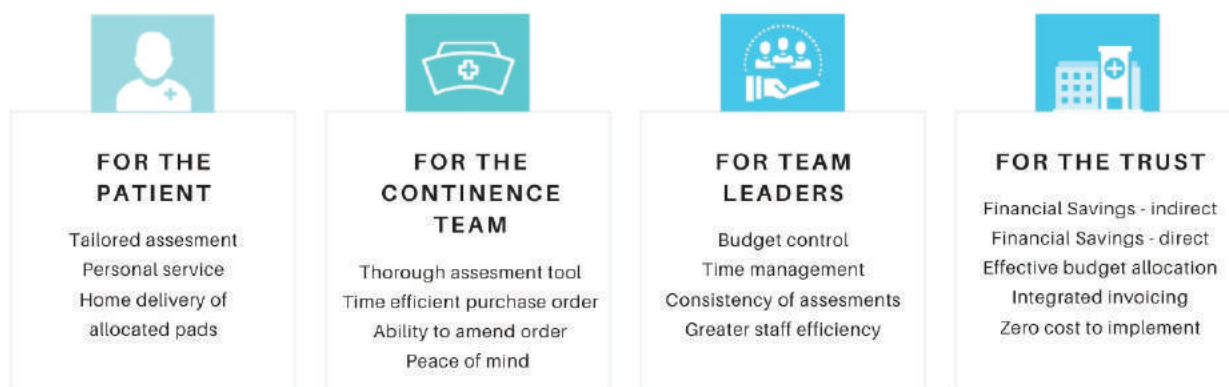 FOR THE
PATIENT
Tailored assesment
Personal service
Home delivery of
allocated pads
FOR THE
CONTINENCE
TEAM
Thorough assesment tool
Time efficient purchase order
Ability to amend order
Peace of mind
FOR TEAM
LEADERS
Budget control
Time management
Consistency of assesments
Greater staff efficiency
FOR THE TRUST
Financial Savings - indirect
Financial Savings - direct
Effective budget allocation
Integrated invoicing
Zero cost to implement